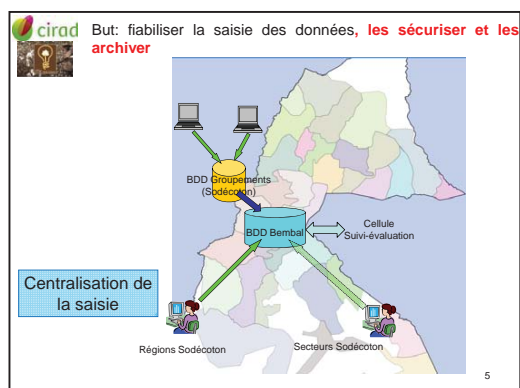 cirad
But: fiabiliser la saisie des données, les sécuriser et les
archiver
BDD Groupements
(Sodécoton)
BDD Bembal
Cellule
Suivi-évaluation
Centralisation de
la saisie
Régions Sodécoton
Secteurs Sodécoton
5